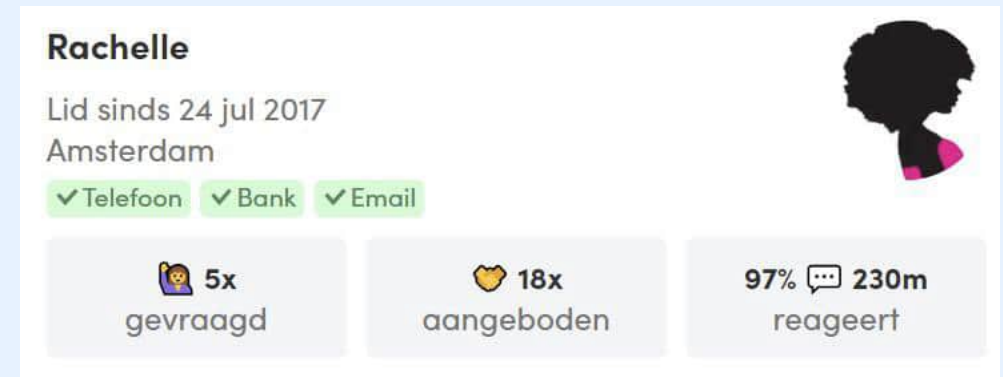 Rachelle
Lid sinds 24 jul 2017
Amsterdam
✓ Telefoon ✓ Bank ✓ Email
🙋‍♀️ 5x
gevraagd
🤝 18x
aangeboden
97% 💬 230m
reageert